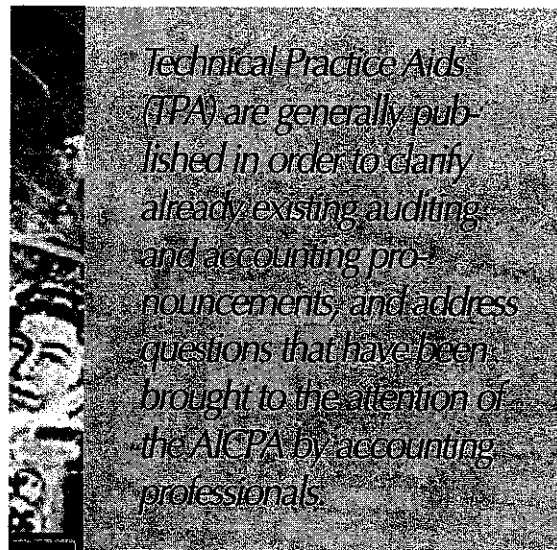 Technical Practice Aids
(TPA) are generally pub-
lished in order to clarify
already existing auditing
and accounting pro-
nouncements, and address
questions that have been
brought to the attention of
the AICPA by accounting
professionals.